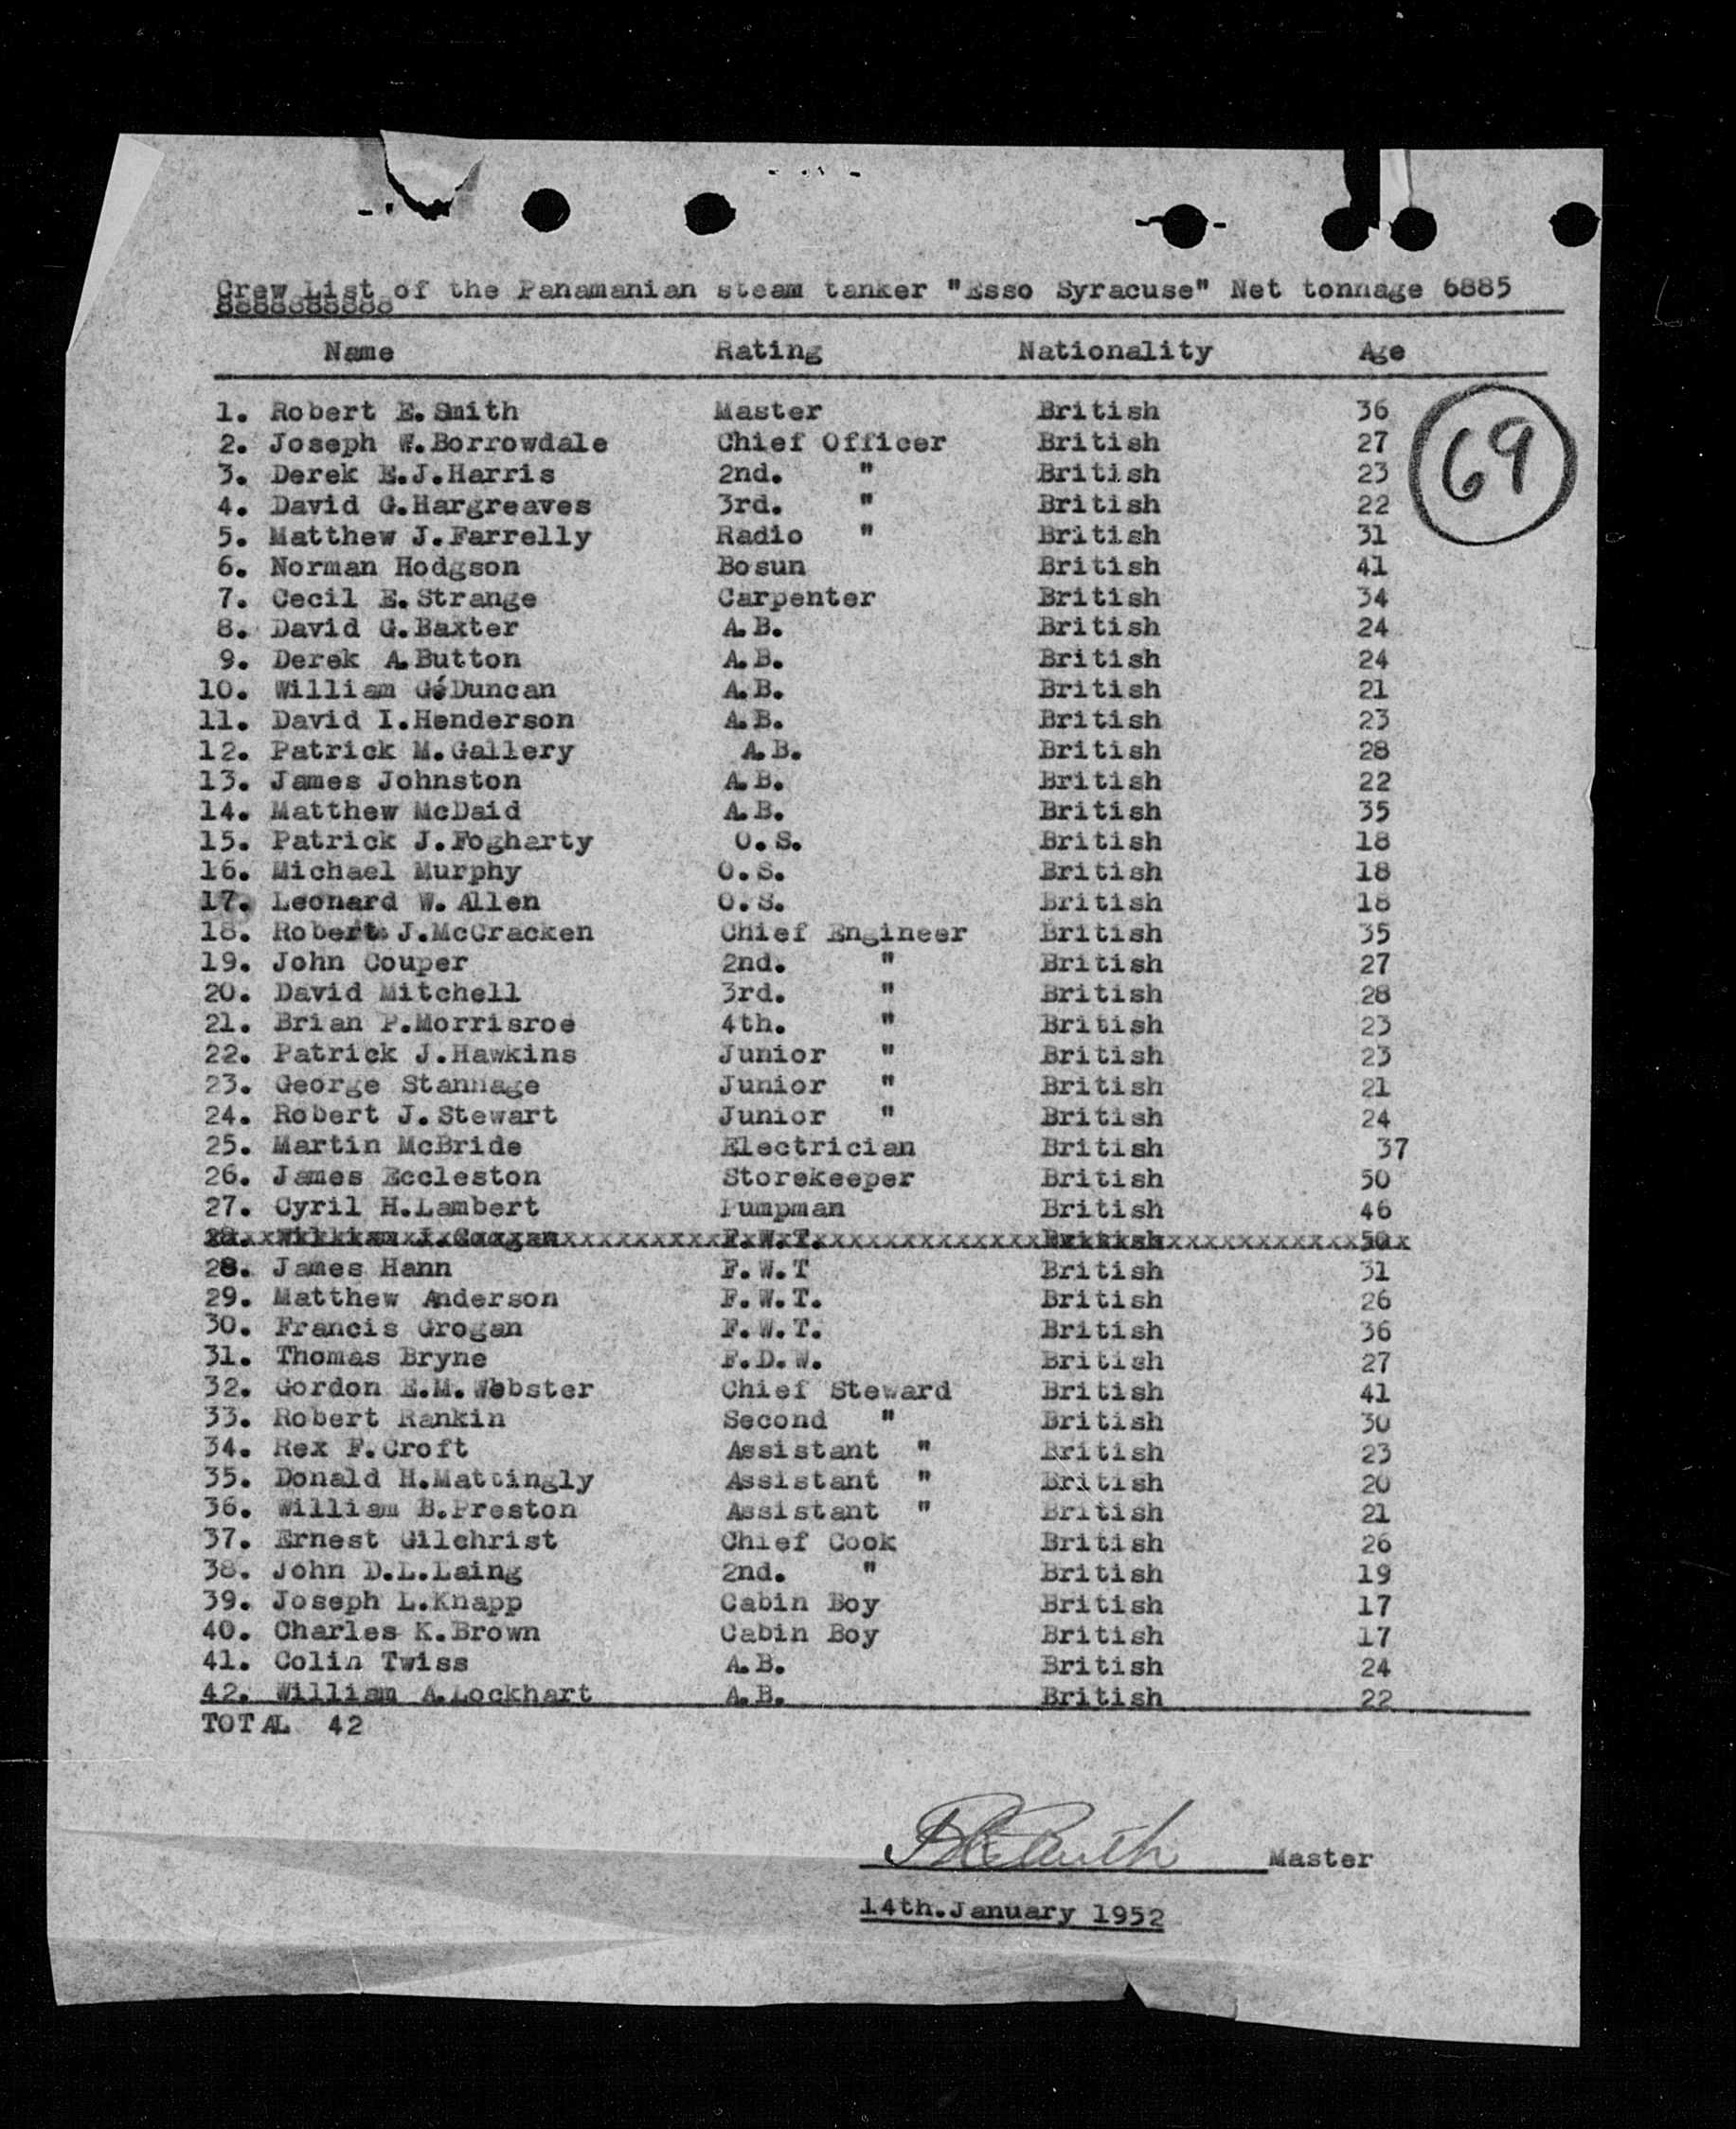 Crew List of the Panamanian steam tanker "Esso Syracuse" Net tonnage 6885
Name Rating Nationality Age
69
1. Robert E.Smith Master British 36
2. Joseph W.Borrowdale Chief Officer British 27
3. Derek E.J.Harris 2nd. " British 23
4. David G.Hargreaves 3rd. " British 22
5. Matthew J.Farrelly Radio " British 31
6. Norman Hodgson Bosun British 41
7. Cecil E.Strange Carpenter British 34
8. David G.Baxter A.B. British 24
9. Derek A.Button A.B. British 24
10. William G.Duncan A.B. British 21
11. David I.Henderson A.B. British 23
12. Patrick M.Gallery A.B. British 28
13. James Johnston A.B. British 22
14. Matthew McDaid A.B. British 35
15. Patrick J.Fogharty O.S. British 18
16. Michael Murphy O.S. British 18
17. Leonard W. Allen O.S. British 18
18. Robert J.McCracken Chief Engineer British 35
19. John Couper 2nd. " British 27
20. David Mitchell 3rd. " British 28
21. Brian P.Morrisroe 4th. " British 23
22. Patrick J.Hawkins Junior " British 23
23. George Stannage Junior " British 21
24. Robert J.Stewart Junior " British 24
25. Martin McBride Electrician British 37
26. James Eccleston Storekeeper British 50
27. Cyril H.Lambert Pumpman British 46
William F.W.T. British 50
28. James Hann F.W.T British 31
29. Matthew Anderson F.W.T. British 26
30. Francis Grogan F.W.T. British 36
31. Thomas Bryne F.D.W. British 27
32. Gordon E.M.Webster Chief Steward British 41
33. Robert Rankin Second " British 30
34. Rex F.Croft Assistant " British 23
35. Donald H.Mattingly Assistant " British 20
36. William B.Preston Assistant " British 21
37. Ernest Gilchrist Chief Cook British 26
38. John D.L.Laing 2nd. " British 19
39. Joseph L.Knapp Cabin Boy British 17
40. Charles K.Brown Cabin Boy British 17
41. Colin Twiss A.B. British 24
42. William A.Lockhart A.B. British 22
TOTAL 42
R E Smith Master
14th.January 1952